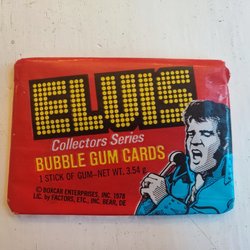 ELVIS
Collectors Series
BUBBLE GUM CARDS
1 STICK OF GUM–NET WT. 3.54 g
© BOXCAR ENTERPRISES, INC. 1978
LIC. by FACTORS, ETC., INC. BEAR, DE